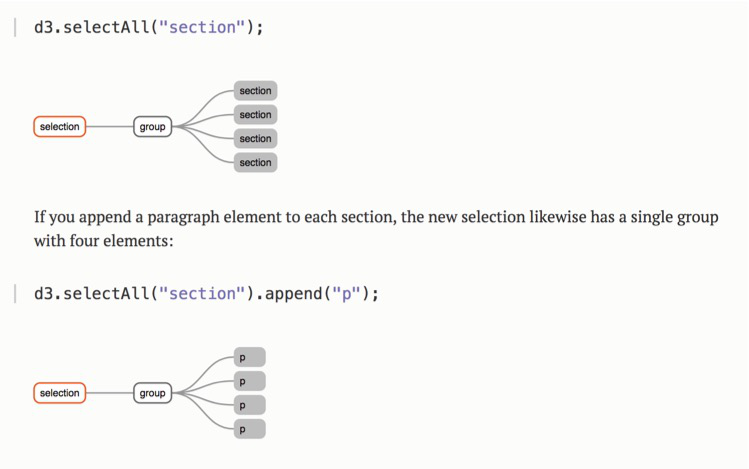 d3.selectAll("section");
section
section
selection
group
section
section
If you append a paragraph element to each section, the new selection likewise has a single group
with four elements:
d3.selectAll("section").append("p");
p
p
selection
group
p
p